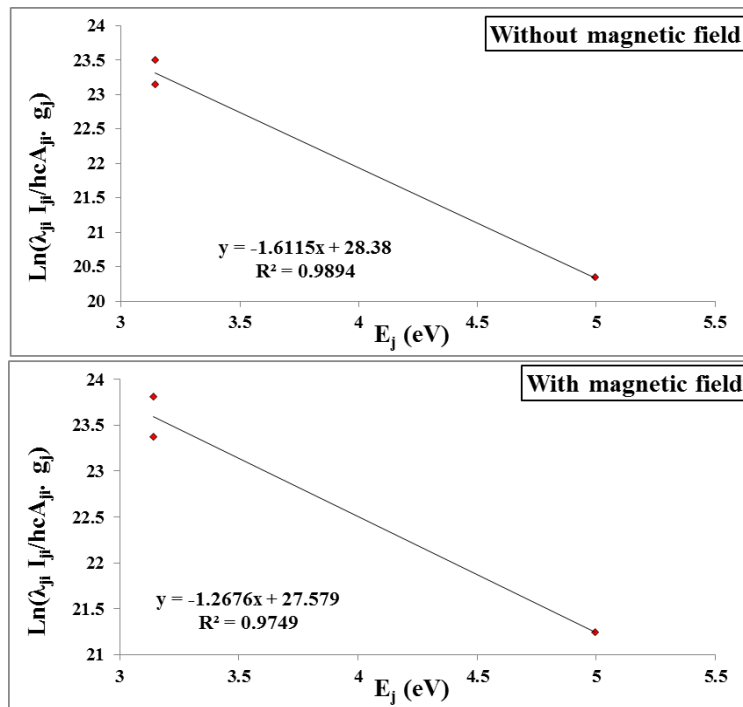 Without magnetic field
Ln(λji Iji/hcAji· gj)
24
23.5
23
22.5
22
21.5
21
20.5
20
y = -1.6115x + 28.38
R² = 0.9894
3
3.5
4
4.5
5
5.5
Ej (eV)
With magnetic field
Ln(λji Iji/hcAji· gj)
24
23.5
23
22.5
22
21.5
21
y = -1.2676x + 27.579
R² = 0.9749
3
3.5
4
4.5
5
5.5
Ej (eV)